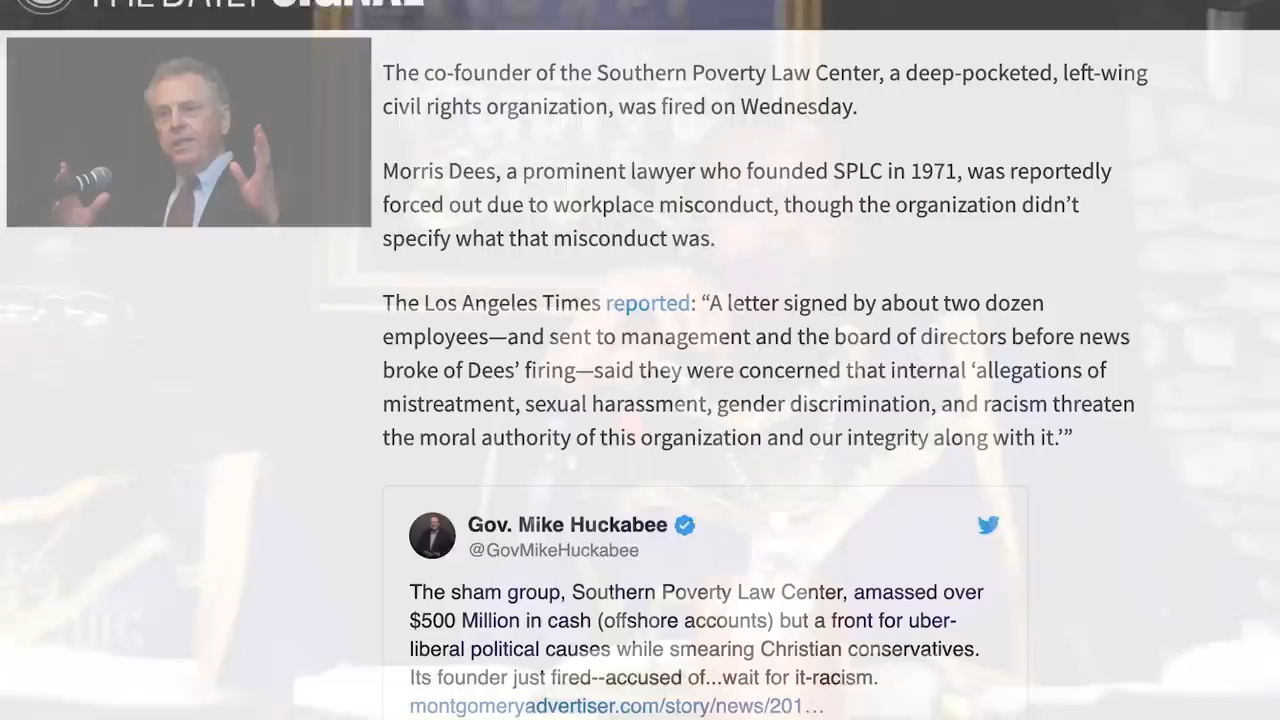 THE DAILY SIGNAL
The co-founder of the Southern Poverty Law Center, a deep-pocketed, left-wing
civil rights organization, was fired on Wednesday.
Morris Dees, a prominent lawyer who founded SPLC in 1971, was reportedly
forced out due to workplace misconduct, though the organization didn’t
specify what that misconduct was.
The Los Angeles Times reported: “A letter signed by about two dozen
employees—and sent to management and the board of directors before news
broke of Dees’ firing—said they were concerned that internal ‘allegations of
mistreatment, sexual harassment, gender discrimination, and racism threaten
the moral authority of this organization and our integrity along with it.’”
Gov. Mike Huckabee
@GovMikeHuckabee
The sham group, Southern Poverty Law Center, amassed over
$500 Million in cash (offshore accounts) but a front for uber-
liberal political causes while smearing Christian conservatives.
Its founder just fired--accused of...wait for it-racism.
montgomeryadvertiser.com/story/news/201…